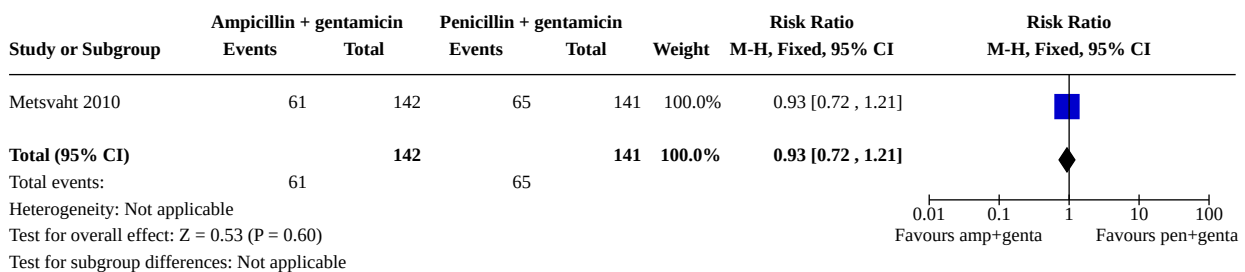 Ampicillin + gentamicin Penicillin + gentamicin Risk Ratio Risk Ratio
Study or Subgroup Events Total Events Total Weight M-H, Fixed, 95% CI M-H, Fixed, 95% CI
Metsvaht 2010 61 142 65 141 100.0% 0.93 [0.72 , 1.21]
Total (95% CI) 142 141 100.0% 0.93 [0.72 , 1.21]
Total events: 61 65
Heterogeneity: Not applicable 0.01 0.1 1 10 100
Test for overall effect: Z = 0.53 (P = 0.60) Favours amp+genta Favours pen+genta
Test for subgroup differences: Not applicable